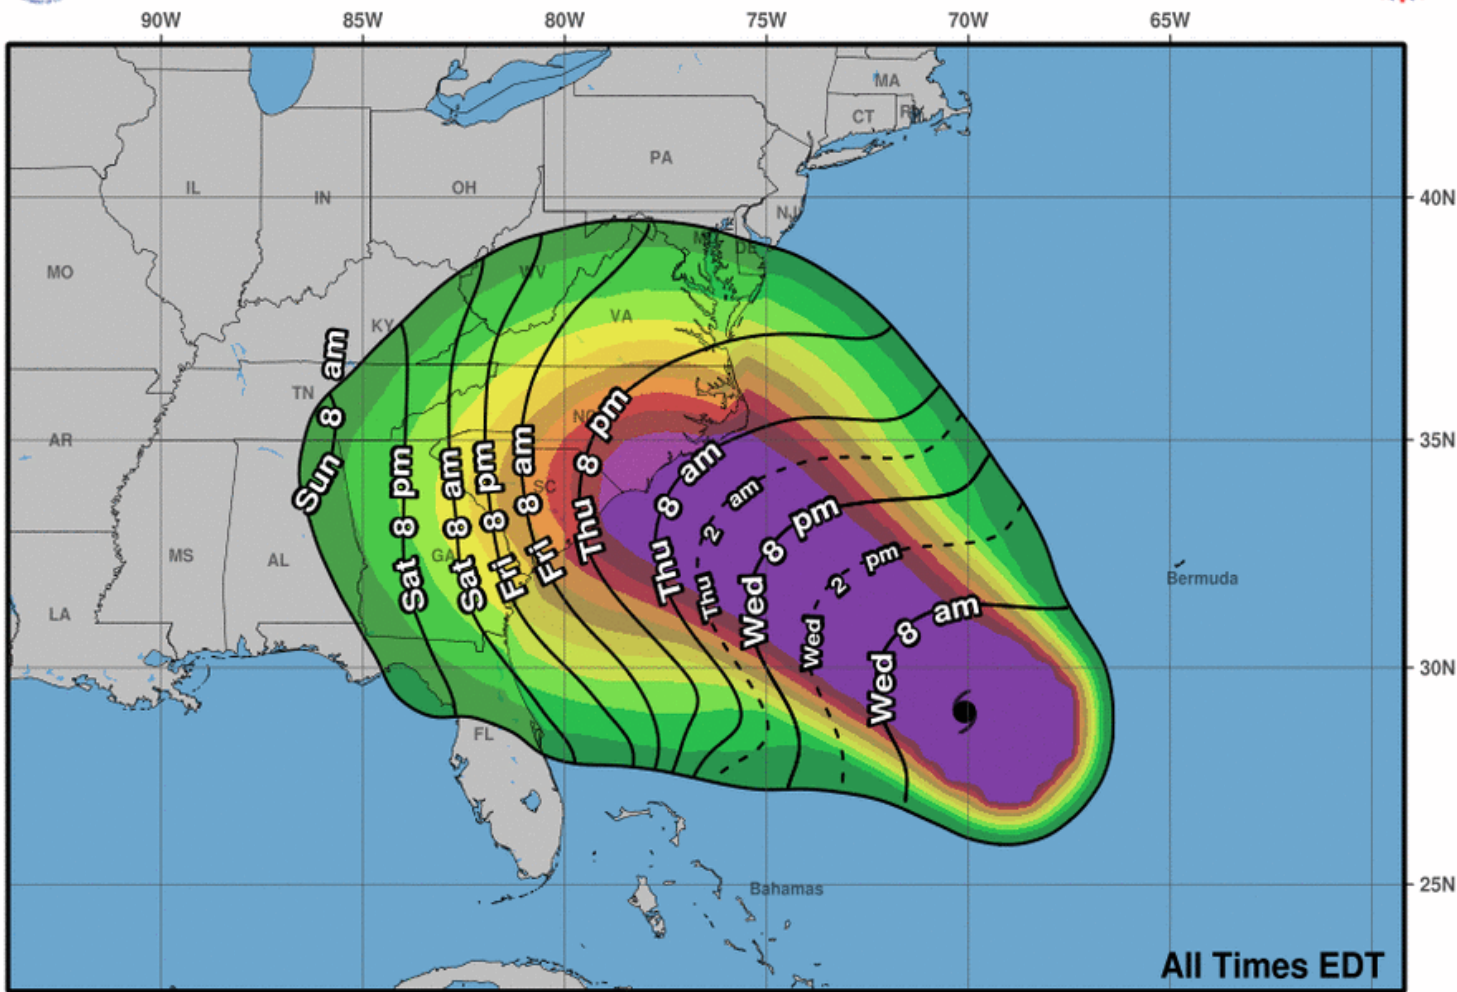 90W 85W 80W 75W 70W 65W
MA
CT
PA
IL
IN
OH
NJ
40N
DE
MO
WV
KY
VA
am
8
Sun
TN
AR
NC
35N
8 pm
8 am
SC
Sat 8 pm
Sat 8 am
Fri 8 pm
Fri 8 am
Thu
Thu
2 am
Thu
8 pm
Wed
2 pm
Wed
8 am
Wed
MS
AL
GA
LA
Bermuda
30N
FL
25N
Bahamas
All Times EDT